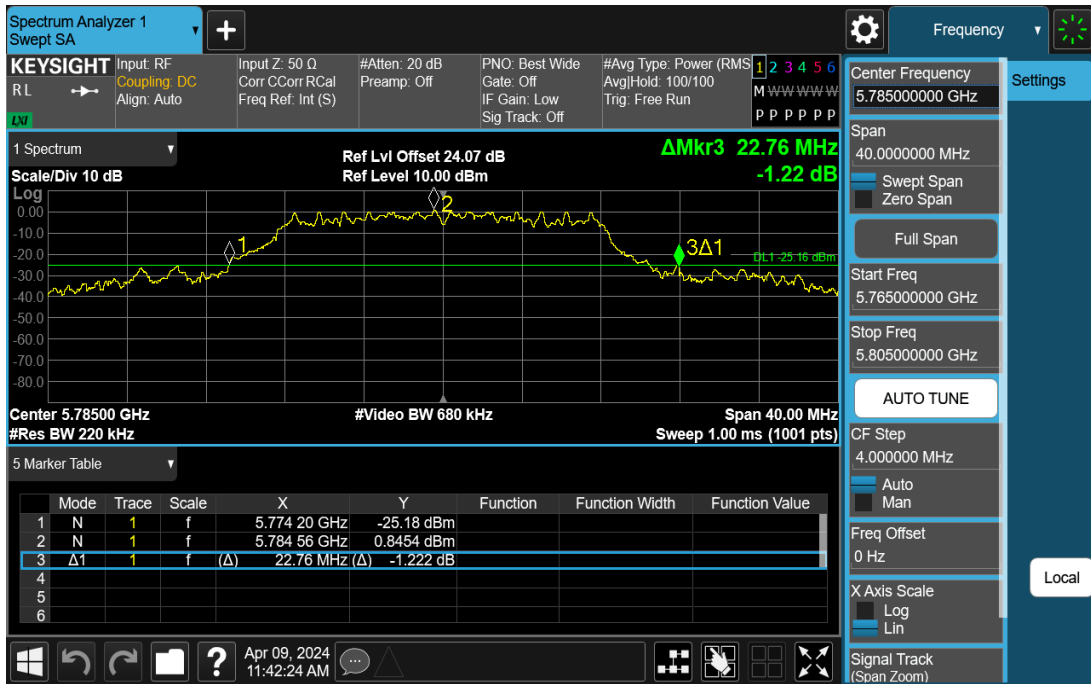 Spectrum Analyzer 1
Swept SA
+
Frequency
KEYSIGHT
RL
LXI
Input: RF
Coupling: DC
Align: Auto
Input Z: 50 Ω
Corr CCorr RCal
Freq Ref: Int (S)
#Atten: 20 dB
Preamp: Off
PNO: Best Wide
Gate: Off
IF Gain: Low
Sig Track: Off
#Avg Type: Power (RMS
Avg|Hold: 100/100
Trig: Free Run
1 2 3 4 5 6
M W W W W W
P P P P P P
1 Spectrum
Scale/Div 10 dB
Ref Lvl Offset 24.07 dB
Ref Level 10.00 dBm
ΔMkr3 22.76 MHz
-1.22 dB
Log
0.00
-10.0
-20.0
-30.0
-40.0
-50.0
-60.0
-70.0
-80.0
1
2
3Δ1
DL1 -25.16 dBm
Center 5.78500 GHz
#Video BW 680 kHz
Span 40.00 MHz
#Res BW 220 kHz
Sweep 1.00 ms (1001 pts)
5 Marker Table
Mode Trace Scale X Y Function Function Width Function Value
1 N 1 f 5.774 20 GHz -25.18 dBm
2 N 1 f 5.784 56 GHz 0.8454 dBm
3 Δ1 1 f (Δ) 22.76 MHz (Δ) -1.222 dB
4
5
6
?
Apr 09, 2024
11:42:24 AM
Center Frequency
5.785000000 GHz
Span
40.0000000 MHz
Swept Span
Zero Span
Full Span
Start Freq
5.765000000 GHz
Stop Freq
5.805000000 GHz
AUTO TUNE
CF Step
4.000000 MHz
Auto
Man
Freq Offset
0 Hz
X Axis Scale
Log
Lin
Signal Track
(Span Zoom)
Settings
Local